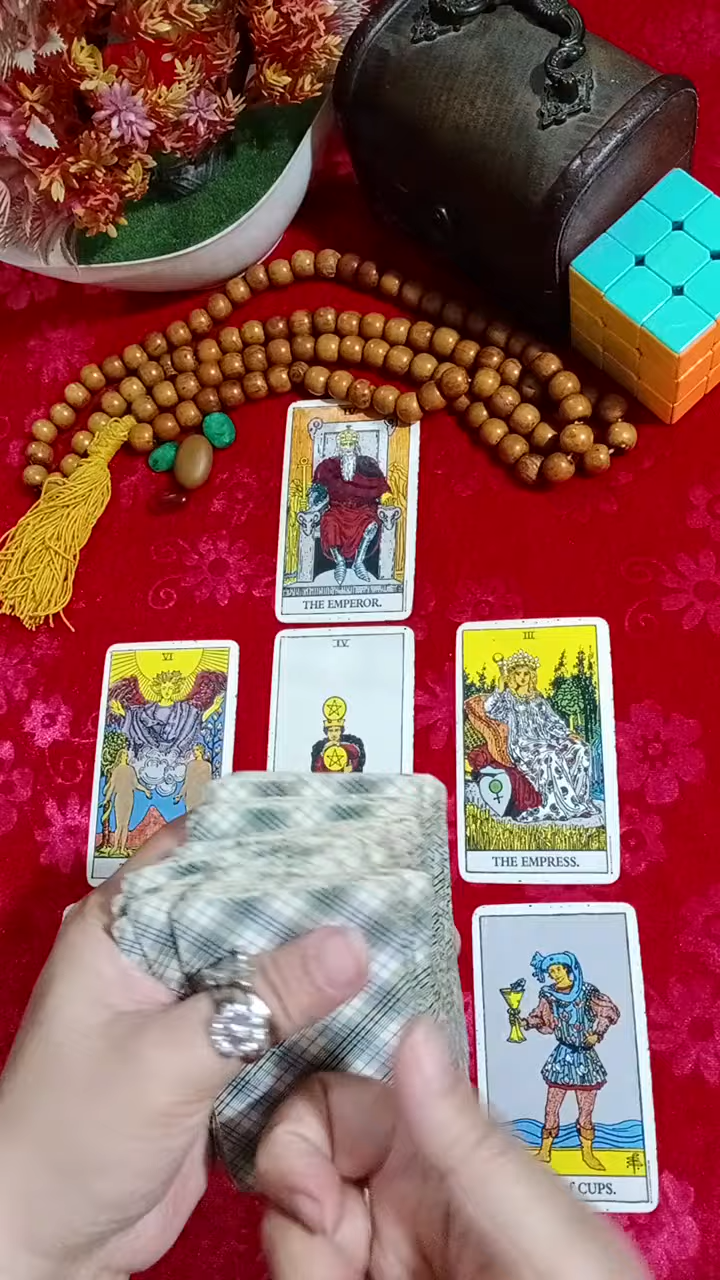 THE EMPEROR.
VI
IV
III
THE EMPRESS.
CUPS.